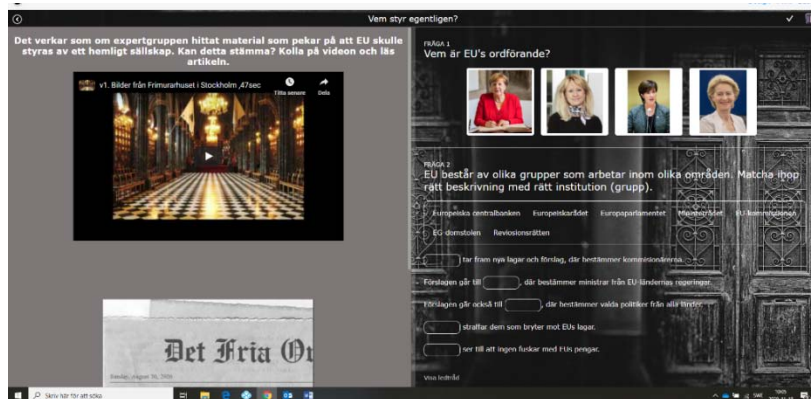 Vem styr egentligen?
Det verkar som om expertgruppen hittat material som pekar på att EU skulle
styras av ett hemligt sällskap. Kan detta stämma? Kolla på videon och läs
artikeln.
v1. Bilder från Frimurarhuset i Stockholm ,47sec
Titta senare
Dela
Det Fria
FRÅGA 1
Vem är EU's ordförande?
FRÅGA 2
EU består av olika grupper som arbetar inom olika områden. Matcha ihop
rätt beskrivning med rätt institution (grupp).
Europeiska centralbanken Europeiskarådet Europaparlamentet Ministerrådet EU-kommissionen
EG-domstolen Reviosionsrätten
tar fram nya lagar och förslag, där bestämmer kommisionärerna.
Förslagen går till , där bestämmer ministrar från EU-ländernas regeringar.
Förslagen går också till , där bestämmer valda politiker från alla länder.
straffar dem som bryter mot EUs lagar.
ser till att ingen fuskar med EUs pengar.
Visa ledtråd
Skriv här för att söka
SWE